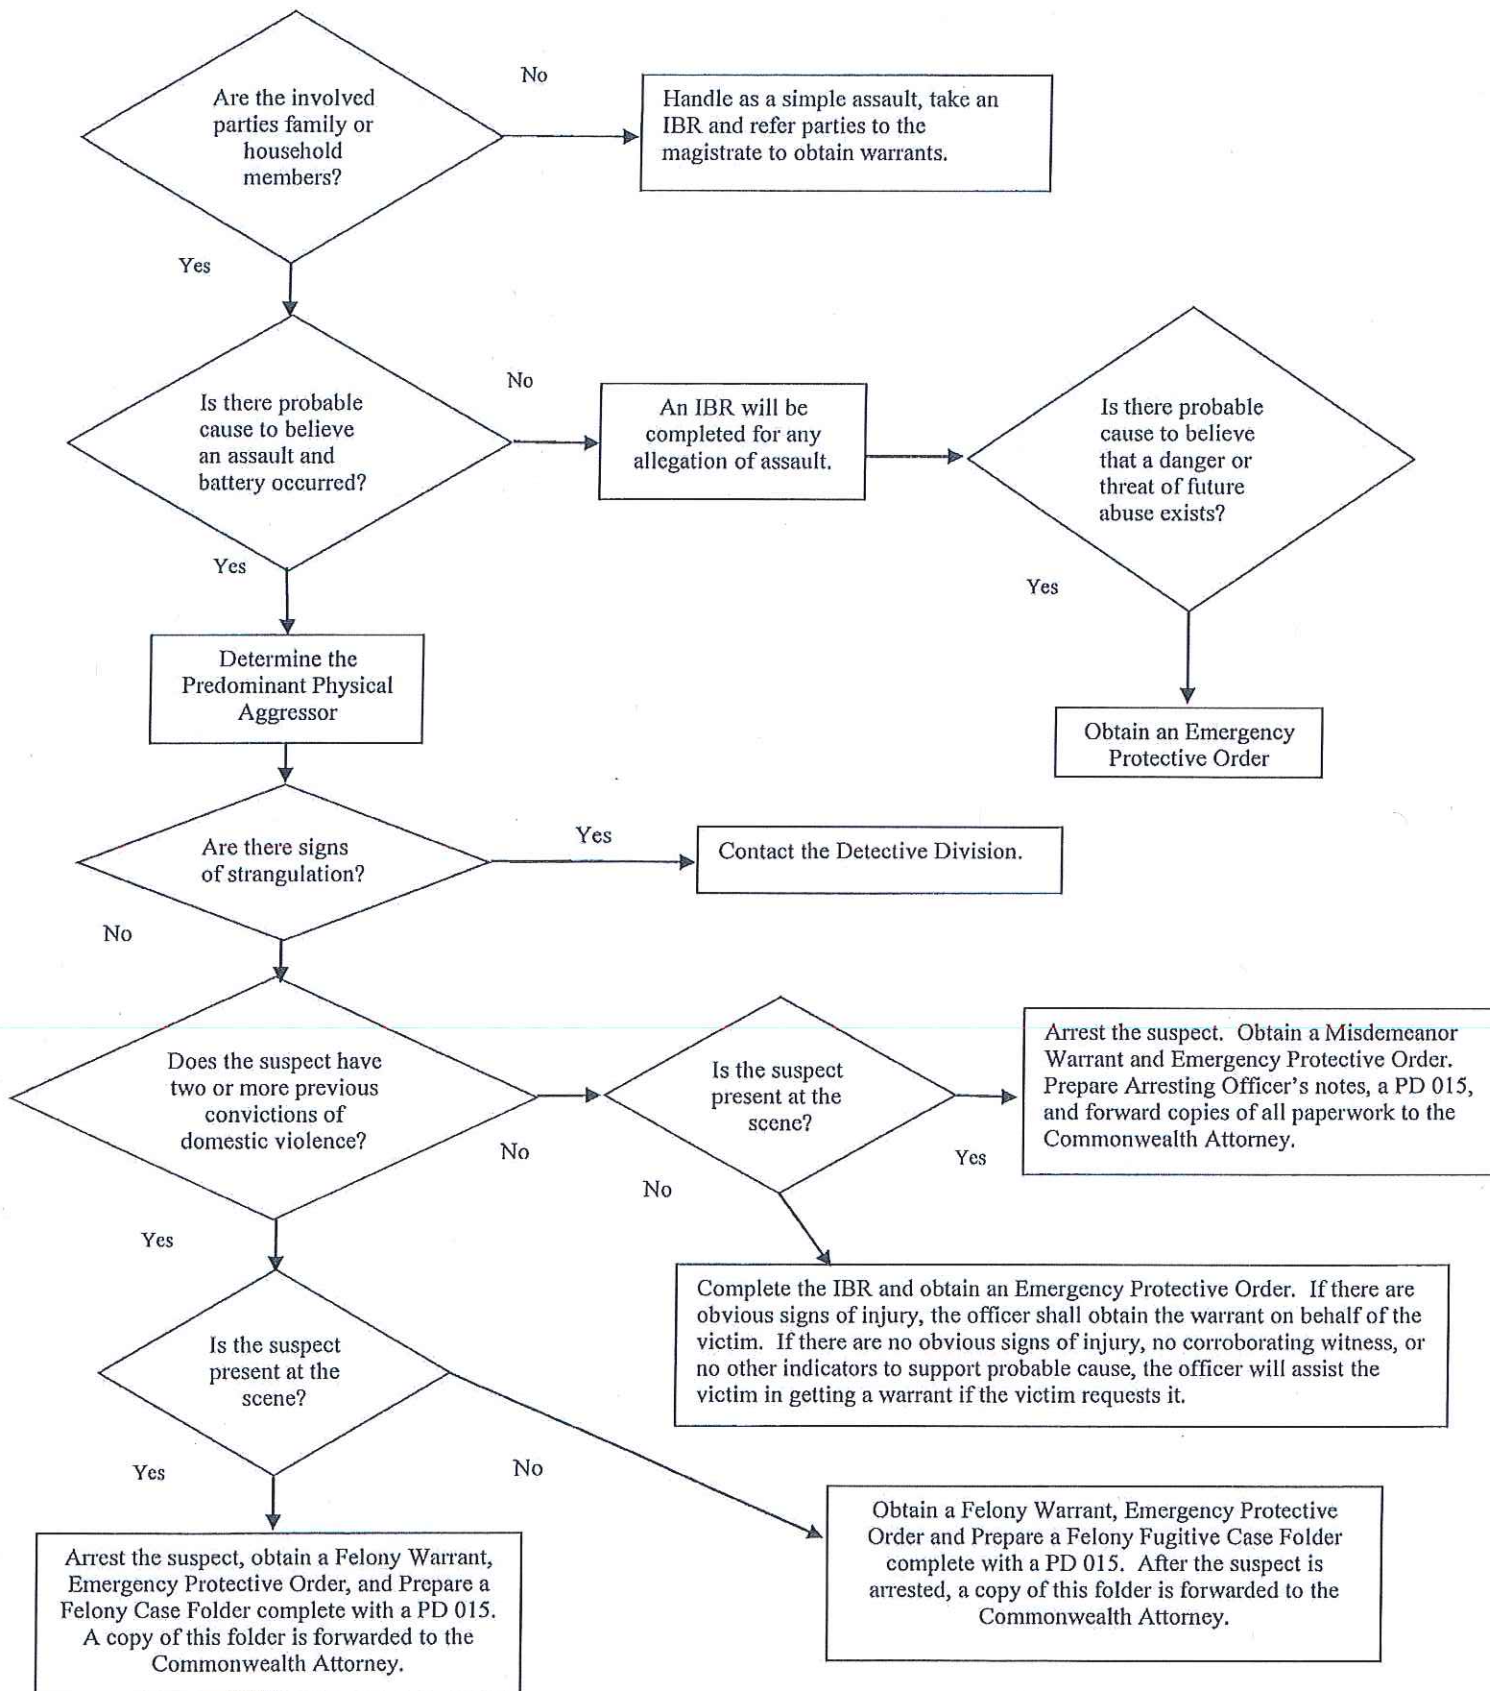 Are the involved
parties family or
household
members?
No
Handle as a simple assault, take an
IBR and refer parties to the
magistrate to obtain warrants.
Yes
Is there probable
cause to believe
an assault and
battery occurred?
No
An IBR will be
completed for any
allegation of assault.
Is there probable
cause to believe
that a danger or
threat of future
abuse exists?
Yes
Yes
Obtain an Emergency
Protective Order
Determine the
Predominant Physical
Aggressor
Are there signs
of strangulation?
Yes
Contact the Detective Division.
No
Does the suspect have
two or more previous
convictions of
domestic violence?
No
Is the suspect
present at the
scene?
Yes
Arrest the suspect. Obtain a Misdemeanor
Warrant and Emergency Protective Order.
Prepare Arresting Officer's notes, a PD 015,
and forward copies of all paperwork to the
Commonwealth Attorney.
No
Complete the IBR and obtain an Emergency Protective Order. If there are
obvious signs of injury, the officer shall obtain the warrant on behalf of the
victim. If there are no obvious signs of injury, no corroborating witness, or
no other indicators to support probable cause, the officer will assist the
victim in getting a warrant if the victim requests it.
Yes
Is the suspect
present at the
scene?
No
Obtain a Felony Warrant, Emergency Protective
Order and Prepare a Felony Fugitive Case Folder
complete with a PD 015. After the suspect is
arrested, a copy of this folder is forwarded to the
Commonwealth Attorney.
Yes
Arrest the suspect, obtain a Felony Warrant,
Emergency Protective Order, and Prepare a
Felony Case Folder complete with a PD 015.
A copy of this folder is forwarded to the
Commonwealth Attorney.